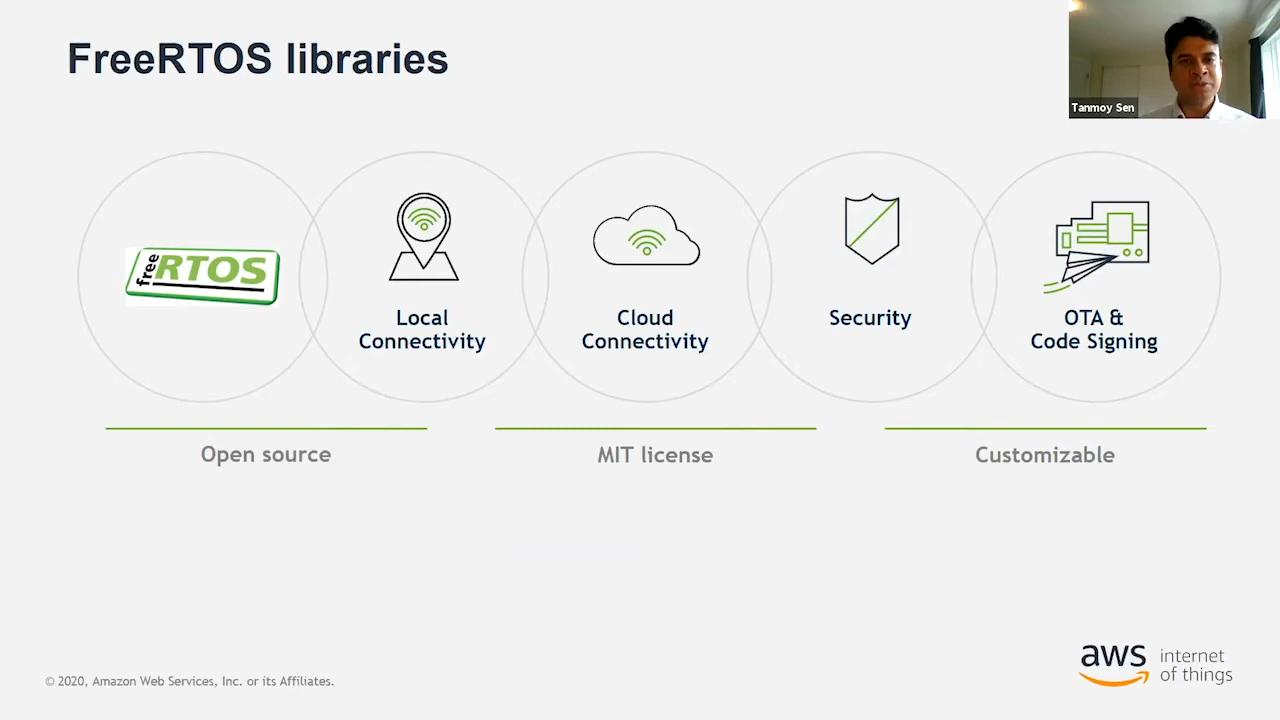 FreeRTOS libraries
Tanmoy Sen
free RTOS
Local
Connectivity
Cloud
Connectivity
Security
OTA &
Code Signing
Open source
MIT license
Customizable
© 2020, Amazon Web Services, Inc. or its Affiliates.
aws
internet
of things